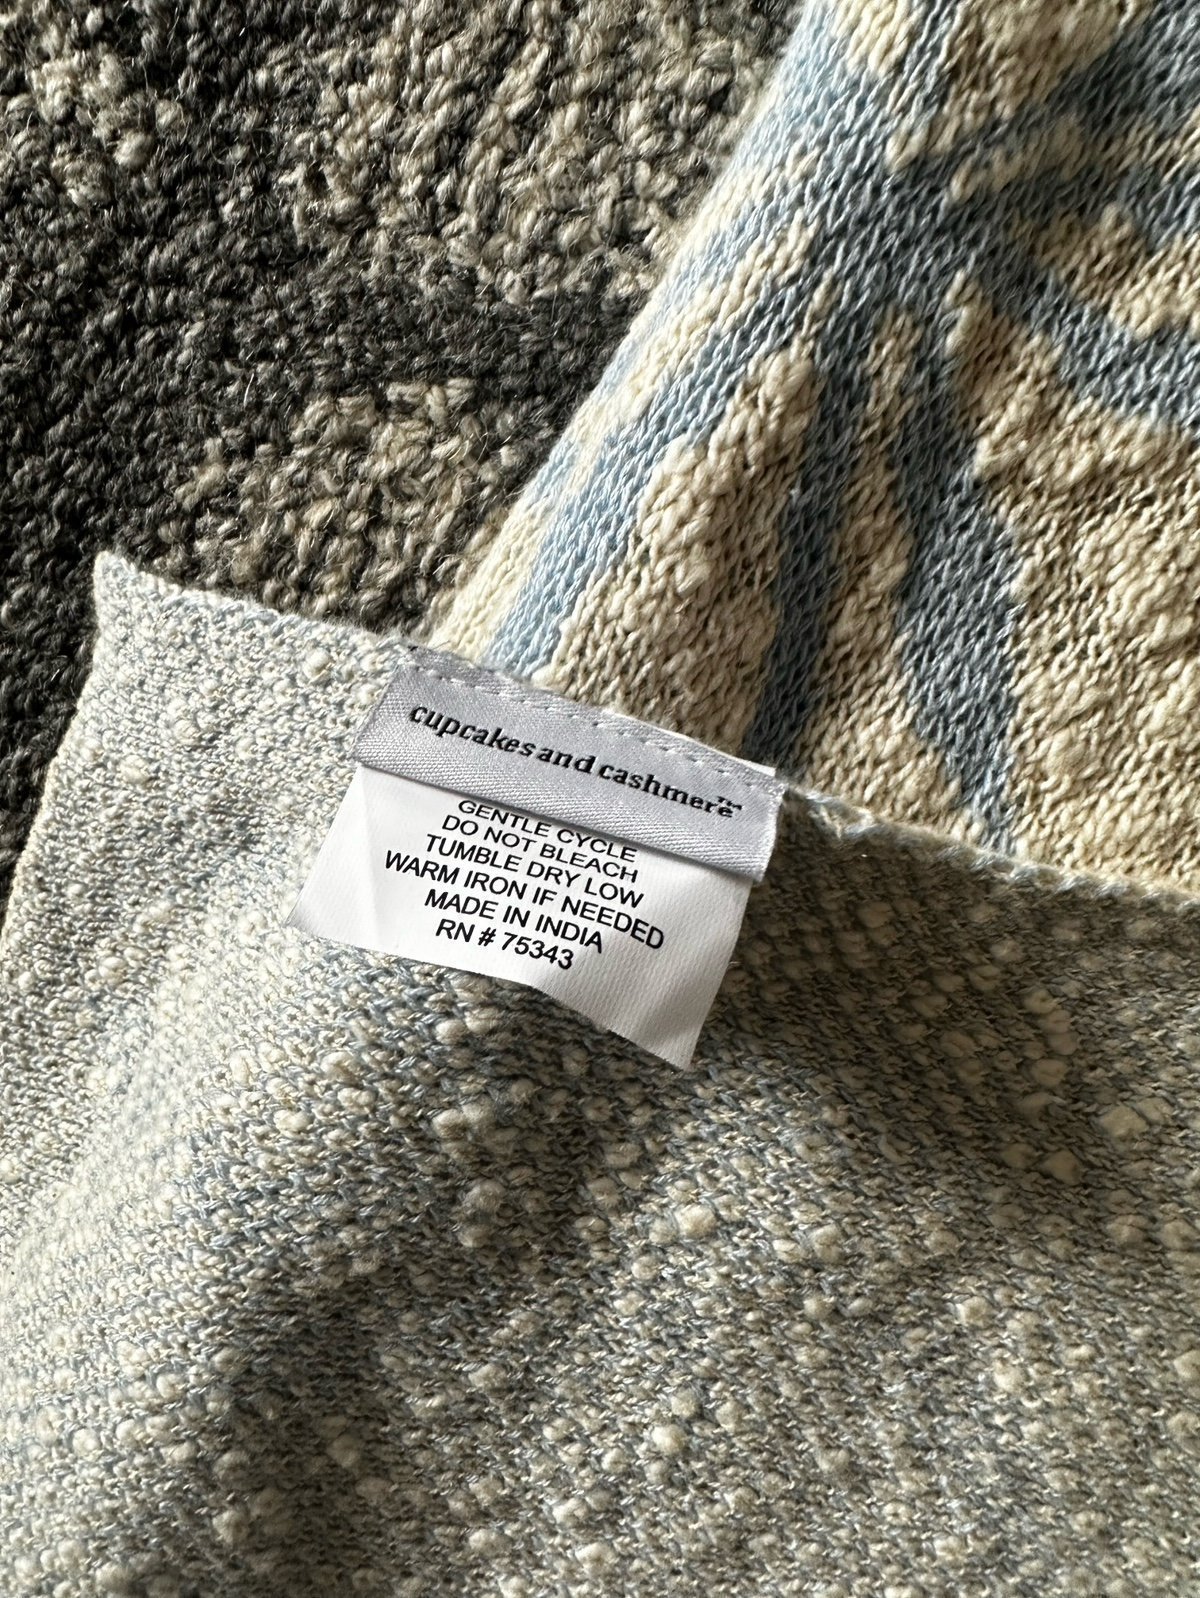 cupcakes and cashmere™
GENTLE CYCLE
DO NOT BLEACH
TUMBLE DRY LOW
WARM IRON IF NEEDED
MADE IN INDIA
RN # 75343